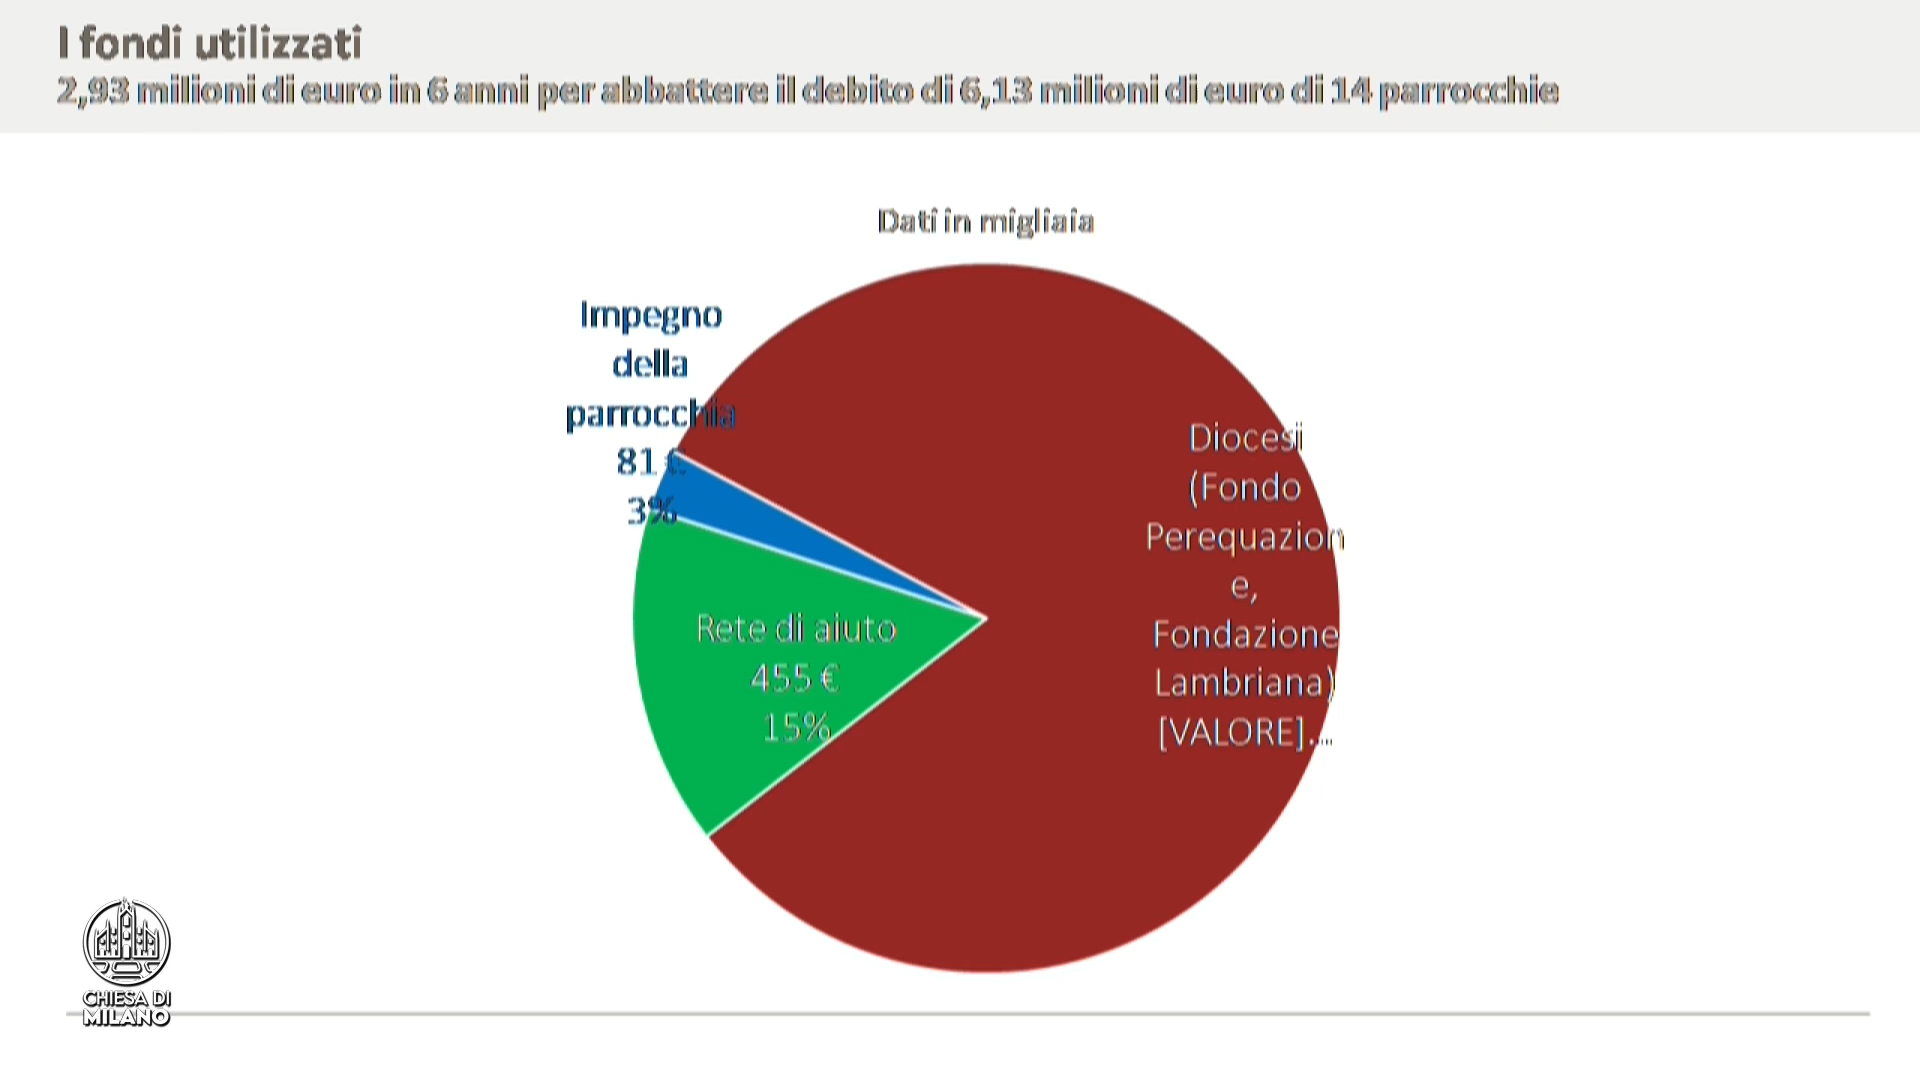 I fondi utilizzati
2,93 milioni di euro in 6 anni per abbattere il debito di 6,13 milioni di euro di 14 parrocchie
Dati in migliaia
Impegno
della
parrocchia
81 €
3%
Diocesi
(Fondo
Perequazion
e,
Fondazione
Lambriana)
[VALORE]....
Rete di aiuto
455 €
15%
CHIESA DI
MILANO